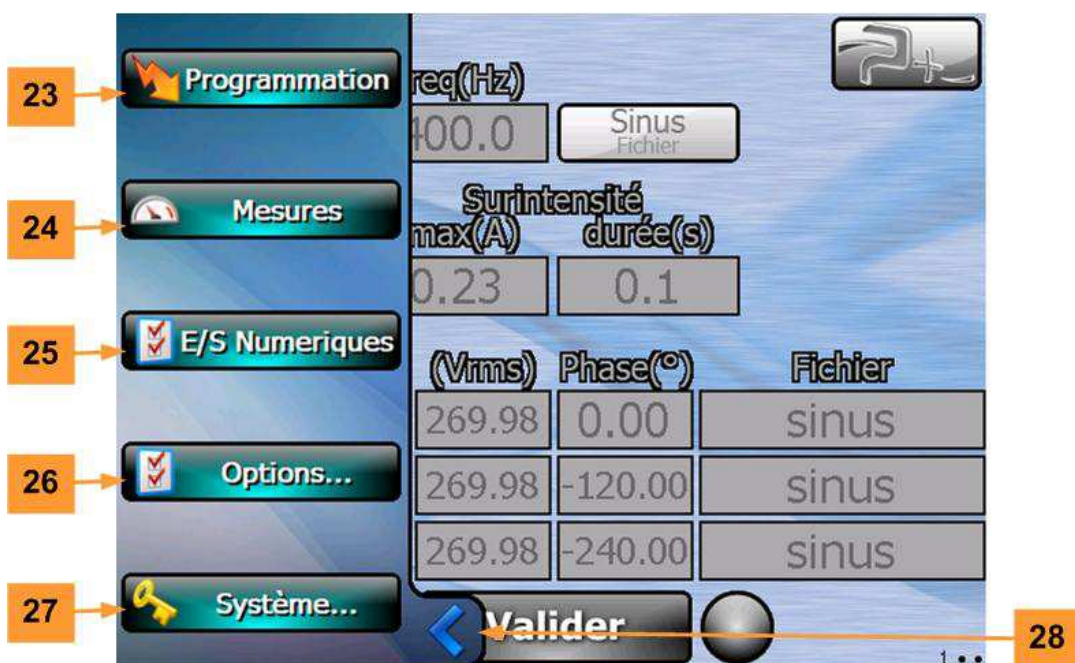 23
Programmation
req(Hz)
400.0
Sinus
Fichier
24
Mesures
Surintensité
max(A)
durée(s)
0.23
0.1
25
E/S Numeriques
(Vrms)
Phase(°)
Fichier
269.98
0.00
sinus
26
Options...
269.98
-120.00
sinus
269.98
-240.00
sinus
27
Système...
Valider
28
1